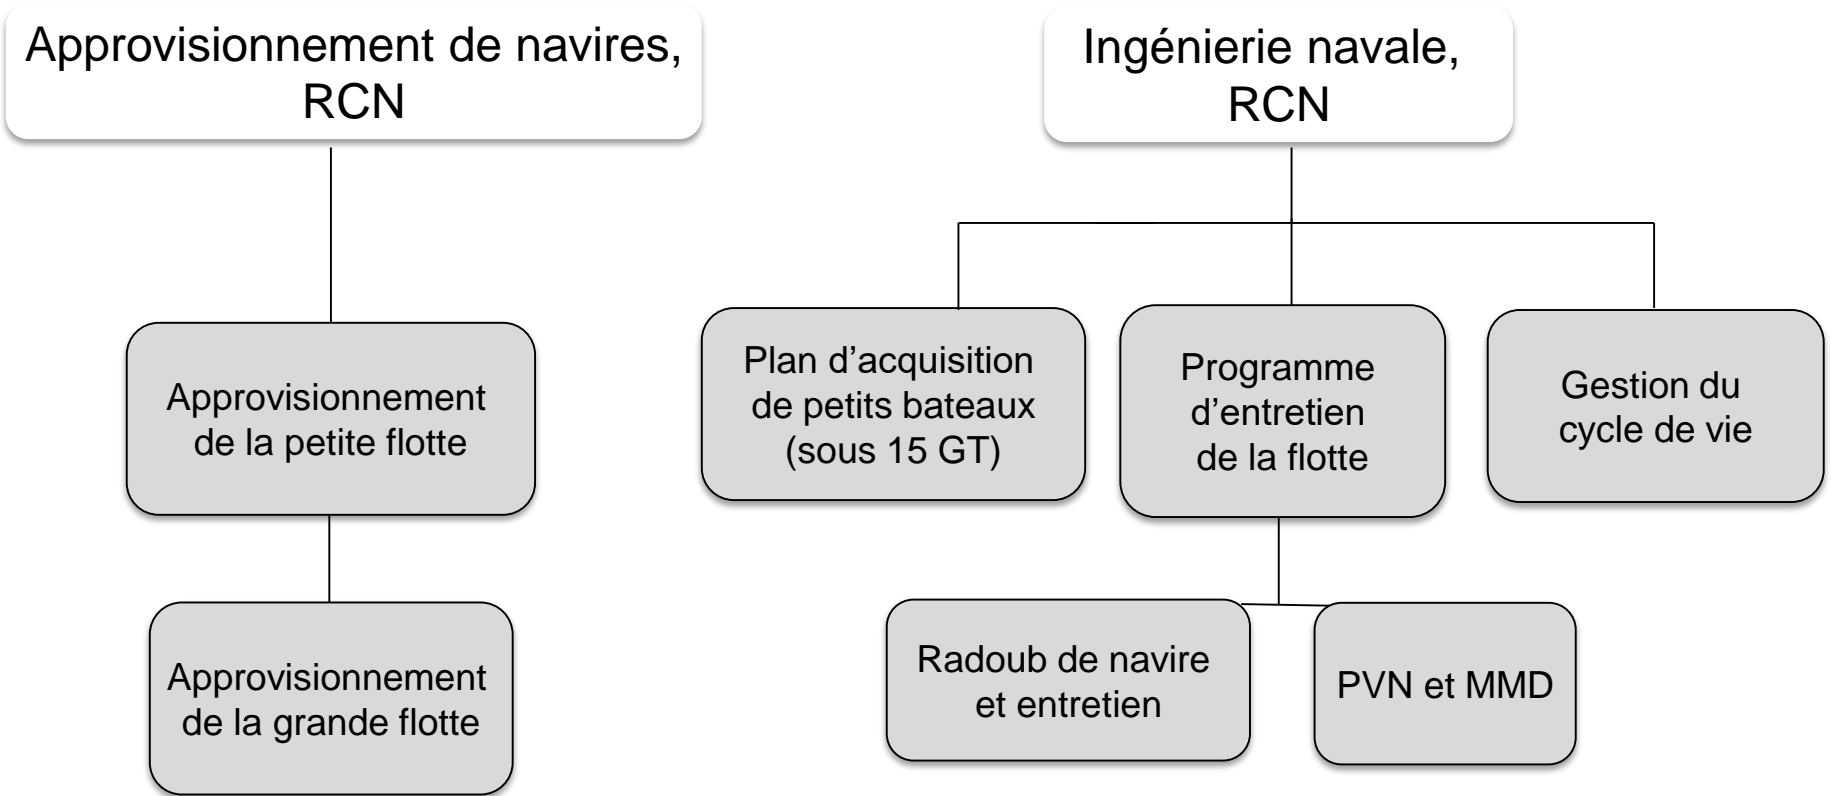 Approvisionnement de navires,
RCN
Ingénierie navale,
RCN
Approvisionnement
de la petite flotte
Approvisionnement
de la grande flotte
Plan d’acquisition
de petits bateaux
(sous 15 GT)
Programme
d’entretien
de la flotte
Gestion du
cycle de vie
Radoub de navire
et entretien
PVN et MMD